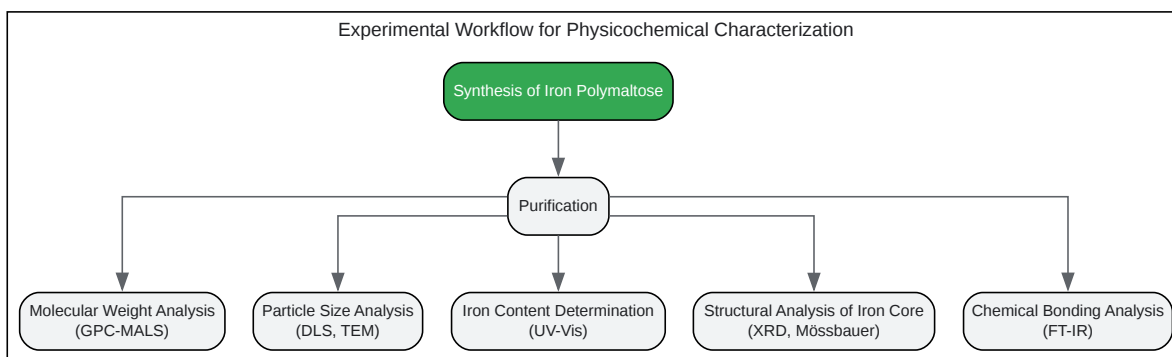 Experimental Workflow for Physicochemical Characterization
Synthesis of Iron Polymaltose
Purification
Molecular Weight Analysis
(GPC-MALS)
Particle Size Analysis
(DLS, TEM)
Iron Content Determination
(UV-Vis)
Structural Analysis of Iron Core
(XRD, Mössbauer)
Chemical Bonding Analysis
(FT-IR)